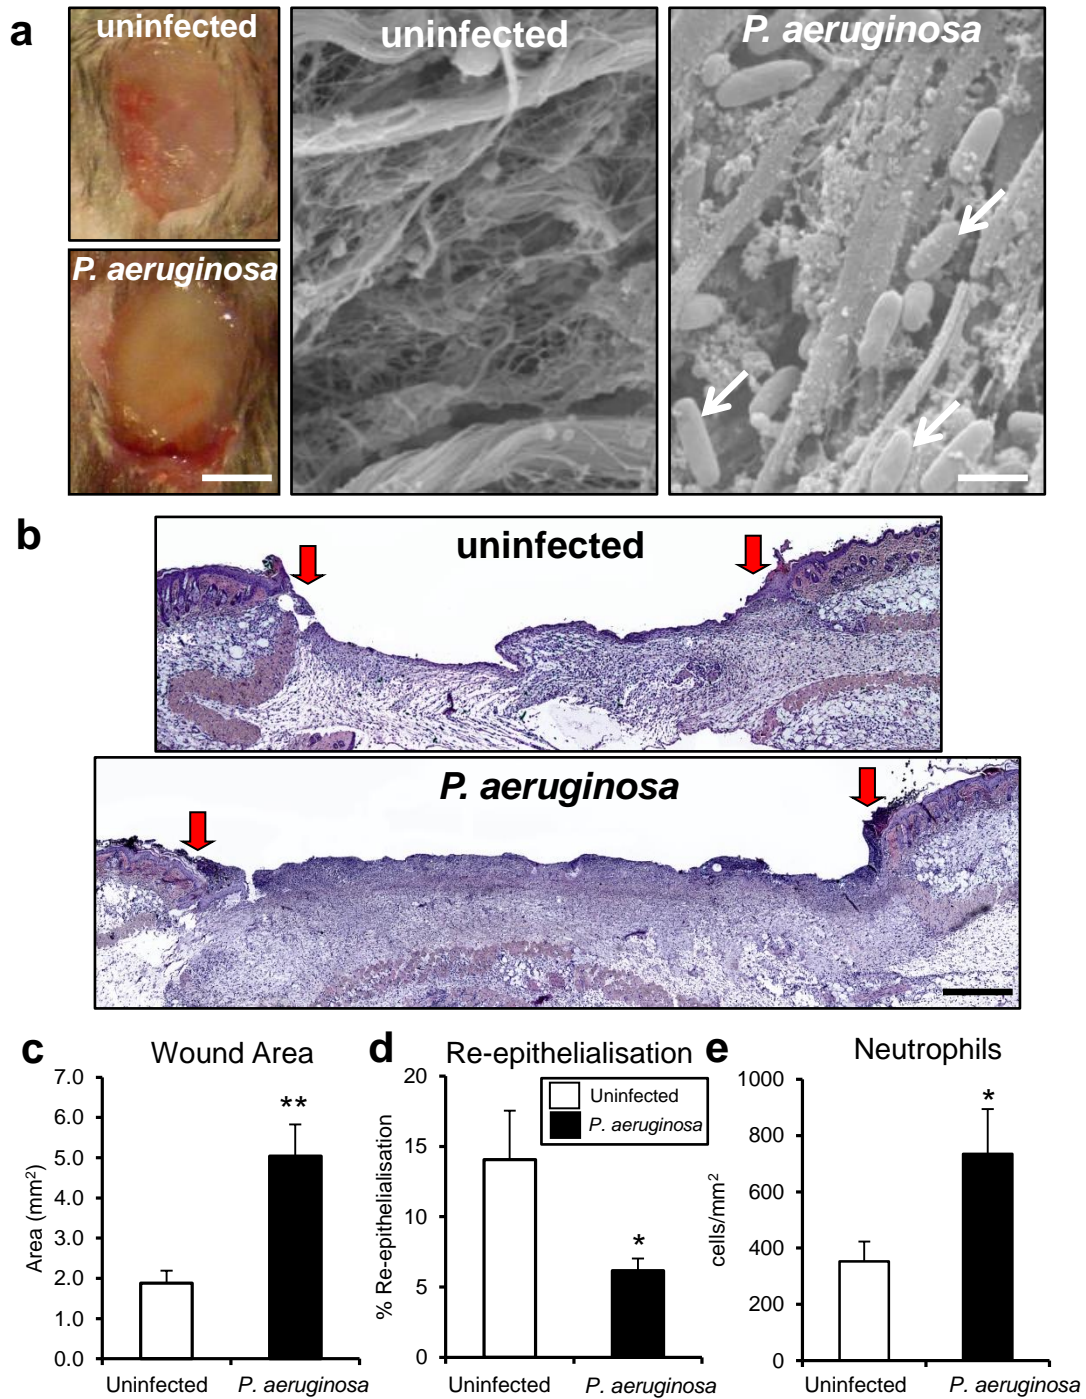 a
uninfected
P. aeruginosa
uninfected
P. aeruginosa
b
uninfected
P. aeruginosa
c
Wound Area
Area (mm²)
7.0
6.0
5.0
4.0
3.0
2.0
1.0
0.0
**
Uninfected
P. aeruginosa
d
Re-epithelialisation
% Re-epithelialisation
20
15
10
5
0
Uninfected
P. aeruginosa
*
Uninfected
P. aeruginosa
e
Neutrophils
cells/mm²
1000
800
600
400
200
0
*
Uninfected
P. aeruginosa